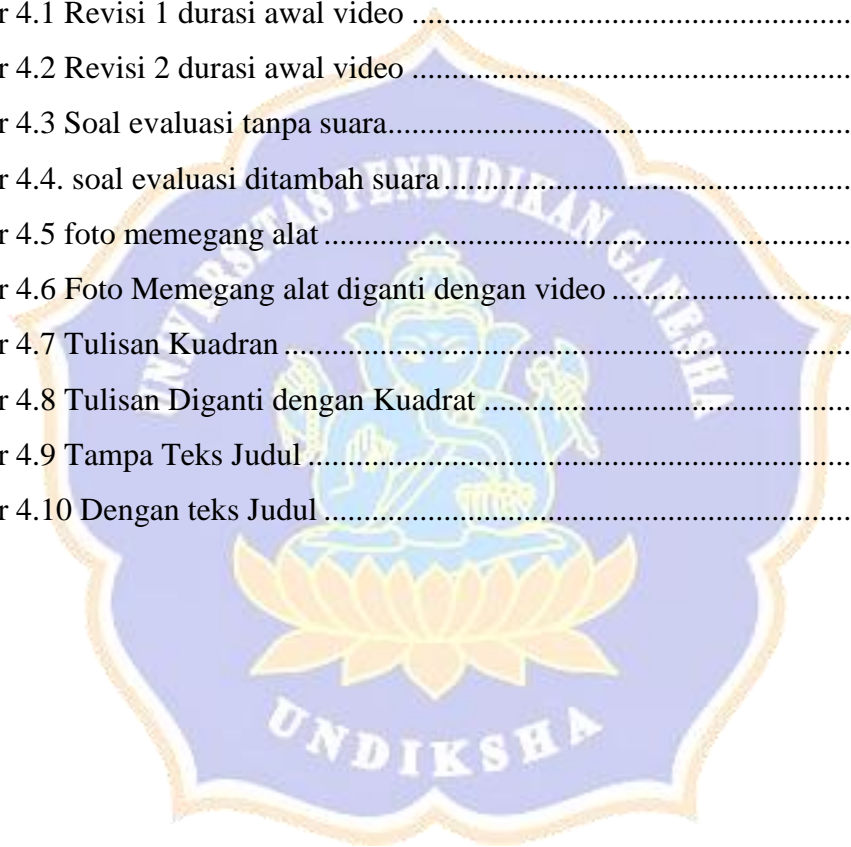 r 4.1 Revisi 1 durasi awal video ........................................................................
r 4.2 Revisi 2 durasi awal video ........................................................................
r 4.3 Soal evaluasi tanpa suara...........................................................................
r 4.4. soal evaluasi ditambah suara ....................................................................
r 4.5 foto memegang alat ...................................................................................
r 4.6 Foto Memegang alat diganti dengan video ...............................................
r 4.7 Tulisan Kuadran ........................................................................................
r 4.8 Tulisan Diganti dengan Kuadrat ................................................................
r 4.9 Tampa Teks Judul .....................................................................................
r 4.10 Dengan teks Judul ...................................................................................
UNIVERSITAS PENDIDIKAN GANESHA
UNDIKSHA